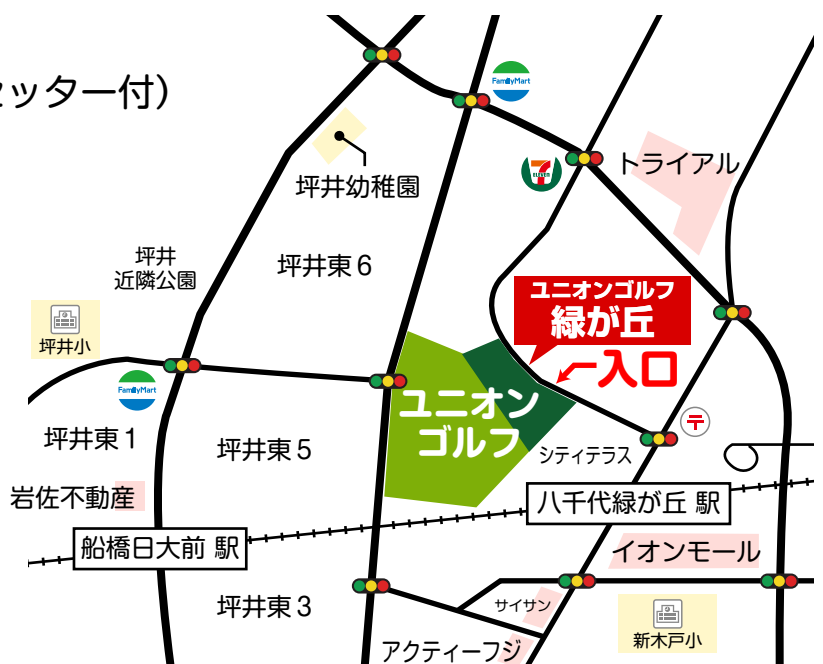 セッター付）
FamilyMart
7
ELEVEN
トライアル
坪井幼稚園
坪井東6
坪井
近隣公園
ユニオンゴルフ
緑が丘
坪井小
入口
FamilyMart
ユニオン
ゴルフ
〒
坪井東1
坪井東5
シティテラス
岩佐不動産
八千代緑が丘 駅
船橋日大前 駅
イオンモール
坪井東3
サイサン
新木戸小
アクティーフジ